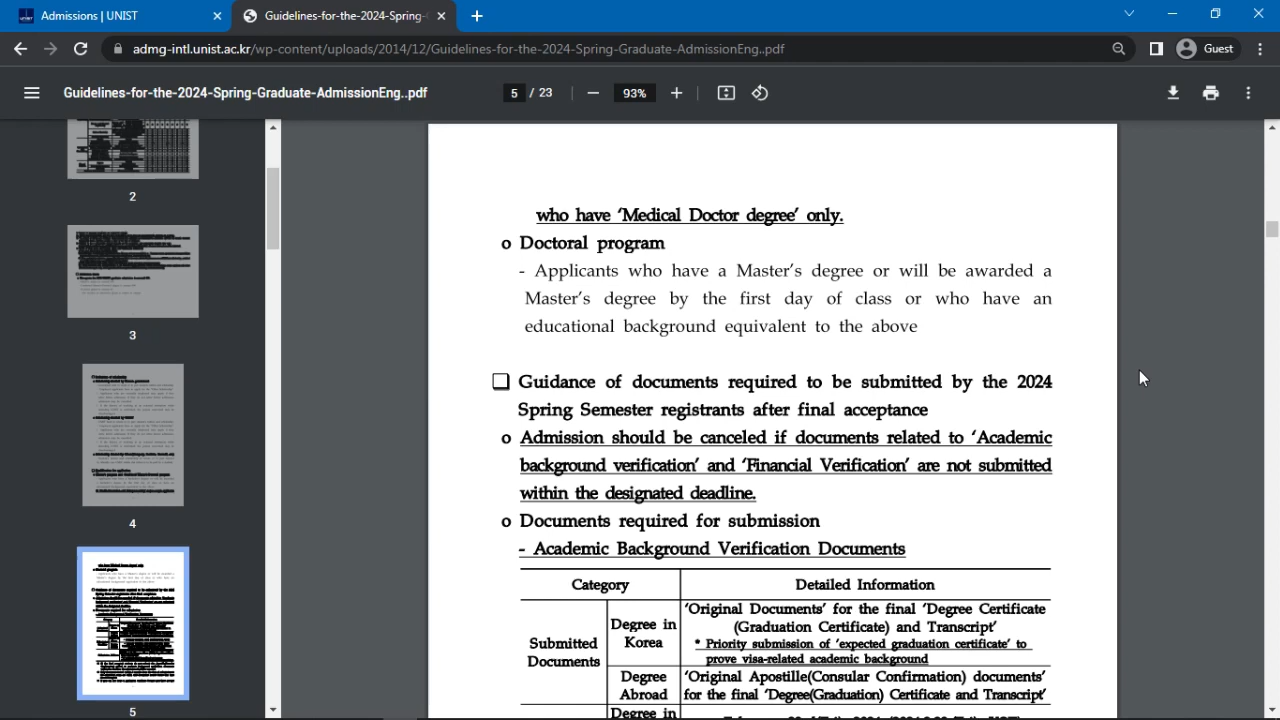 Admissions | UNIST
Guidelines-for-the-2024-Spring-G
admg-intl.unist.ac.kr/wp-content/uploads/2014/12/Guidelines-for-the-2024-Spring-Graduate-AdmissionEng..pdf
Guest
Guidelines-for-the-2024-Spring-Graduate-AdmissionEng..pdf
5 / 23
93%
2
3
4
5
who have ‘Medical Doctor degree’ only.
o Doctoral program
- Applicants who have a Master’s degree or will be awarded a
Master’s degree by the first day of class or who have an
educational background equivalent to the above
❑ Guidance of documents required to be submitted by the 2024
Spring Semester registrants after final acceptance
o Admission should be canceled if documents related to ‘Academic
background verification’ and ‘Financial Verification’ are not submitted
within the designated deadline.
o Documents required for submission
- Academic Background Verification Documents
Category
Detailed Information
Submitted
Documents
Degree in
Korea
‘Original Documents’ for the final ‘Degree Certificate
(Graduation Certificate) and Transcript’
* Priority submission of ‘expected graduation certificate’ to
prove visa-related academic background
Degree
Abroad
‘Original Apostille(Consular Confirmation) documents’
for the final ‘Degree(Graduation) Certificate and Transcript’
Degree in